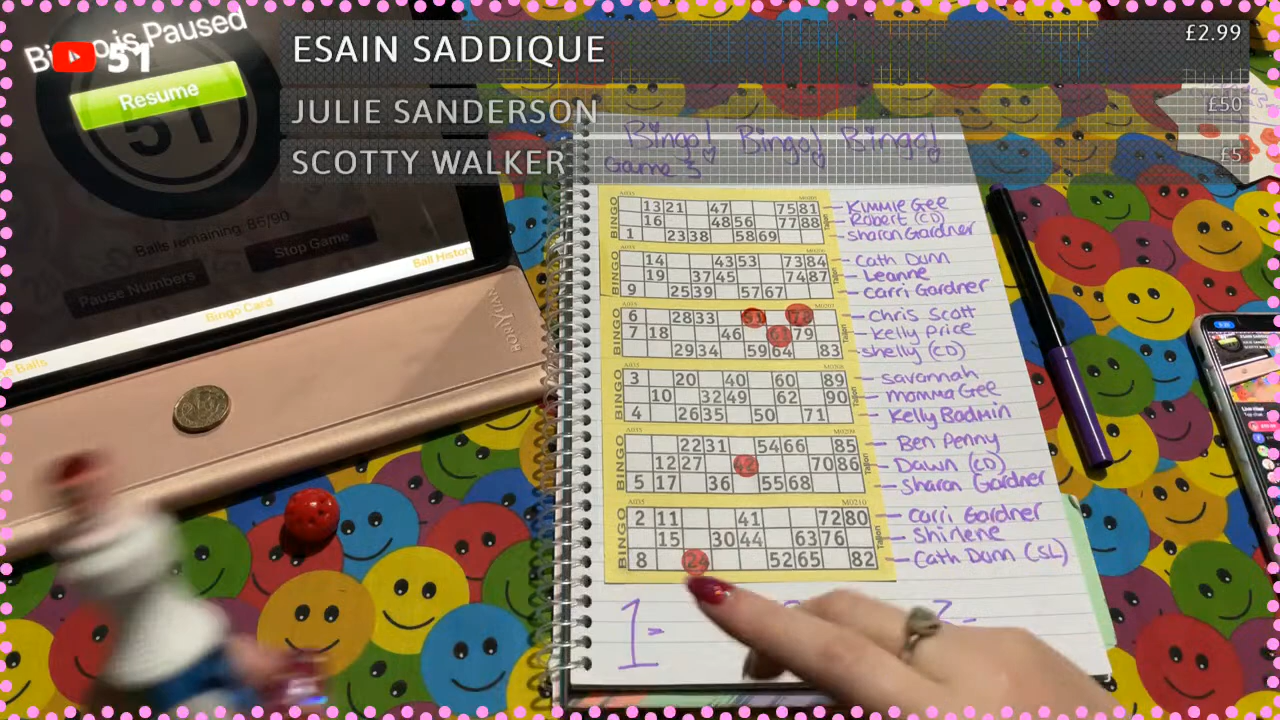 ESAIN SADDIQUE £2.99
JULIE SANDERSON £50
SCOTTY WALKER £5
Bingo is Paused
51
Resume
51
Balls remaining: 85/90
Pause Numbers Stop Game
Bingo Card Ball Histor
BORIYUAN
Bingo! Bingo! Bingo!
Game 3
BINGO
13 21 47 75 81 Kimmie Gee
16 48 56 77 88 Robert (CD)
1 23 38 58 69 Sharon Gardner
BINGO
14 43 53 73 84 Cath Dunn
19 37 45 74 87 Leanne
9 25 39 57 67 Carri Gardner
BINGO
6 28 33 78 Chris Scott
7 18 46 79 Kelly Price
29 34 59 64 83 Shelly (CD)
BINGO
3 20 40 60 89 Savannah
10 32 49 62 90 Momma Gee
4 26 35 50 71 Kelly Badmin
BINGO
22 31 54 66 85 Ben Penny
12 27 42 70 86 Dawn (CD)
5 17 36 55 68 Sharon Gardner
BINGO
2 11 41 72 80 Carri Gardner
15 30 44 63 76 Shirlene
8 24 52 65 82 Cath Dunn (SL)
1-